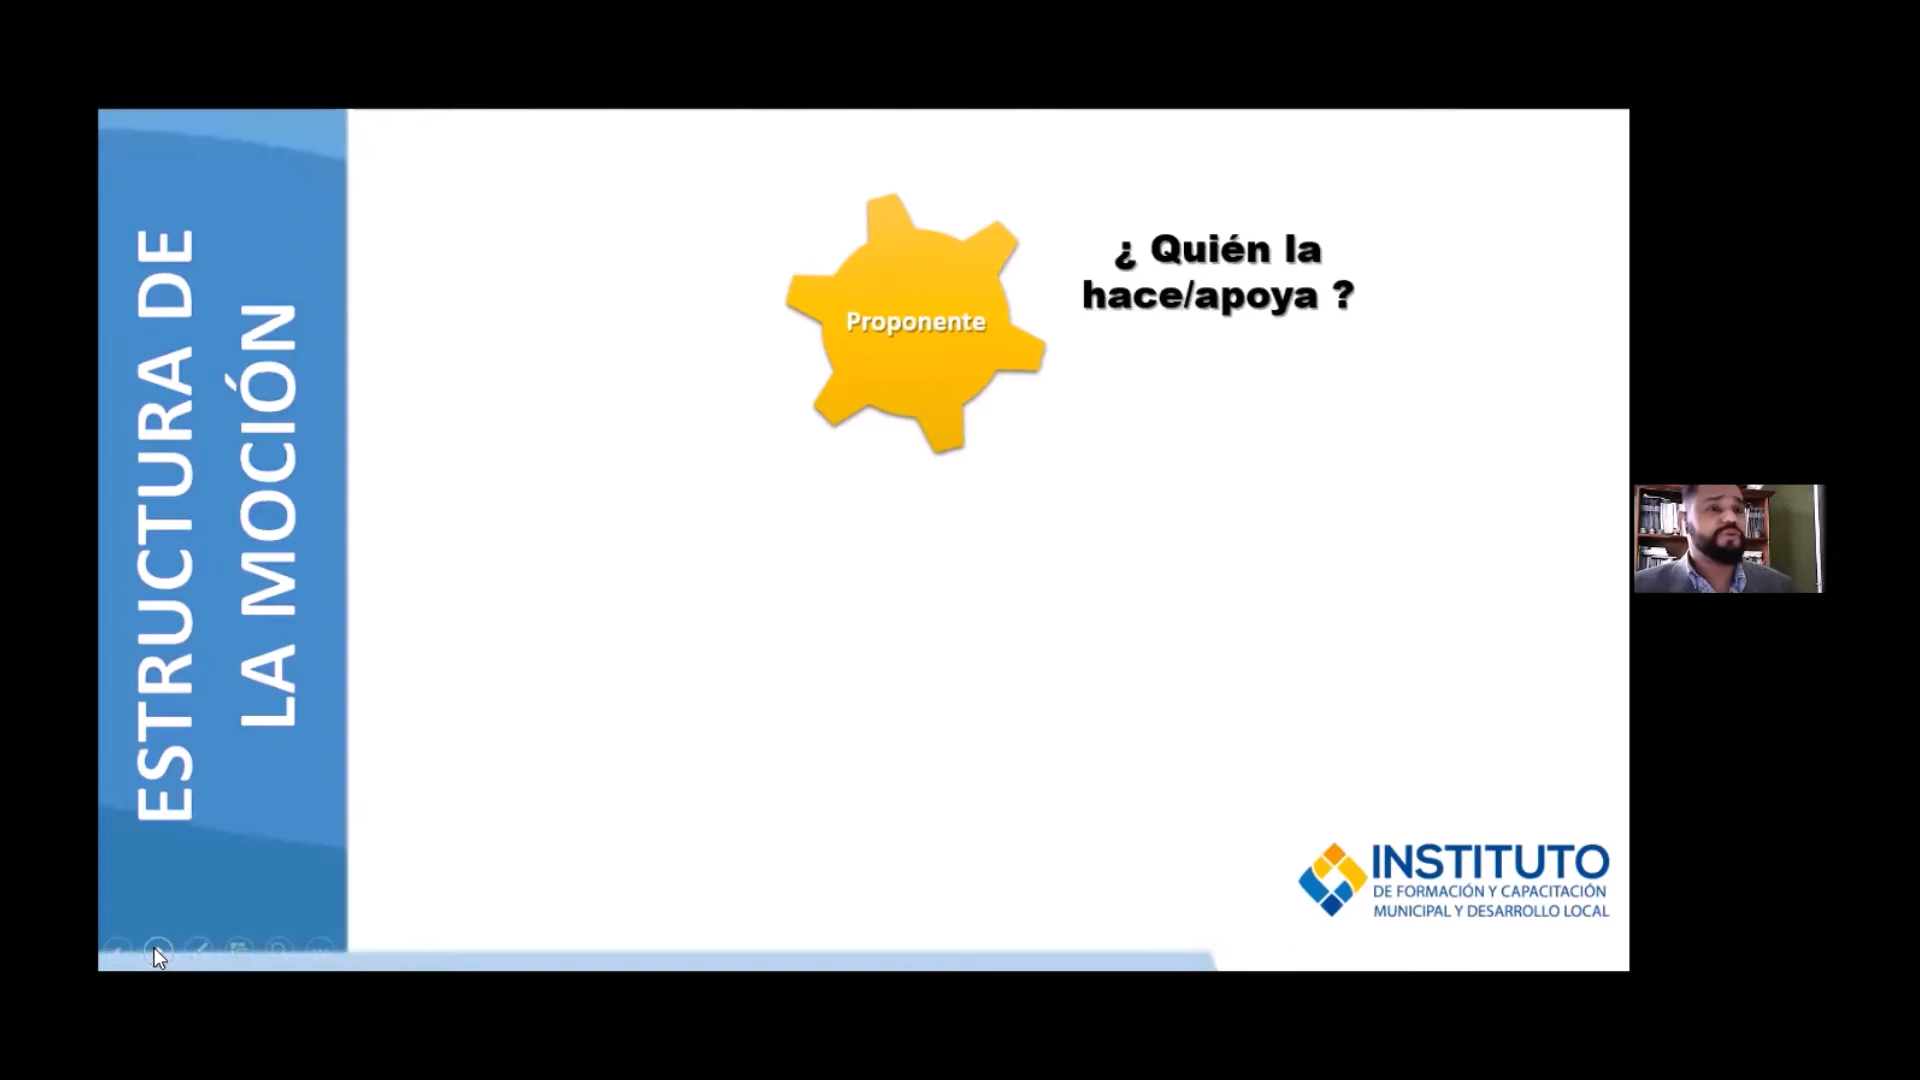 ESTRUCTURA DE
LA MOCIÓN
Proponente
¿ Quién la
hace/apoya ?
INSTITUTO
DE FORMACIÓN Y CAPACITACIÓN
MUNICIPAL Y DESARROLLO LOCAL